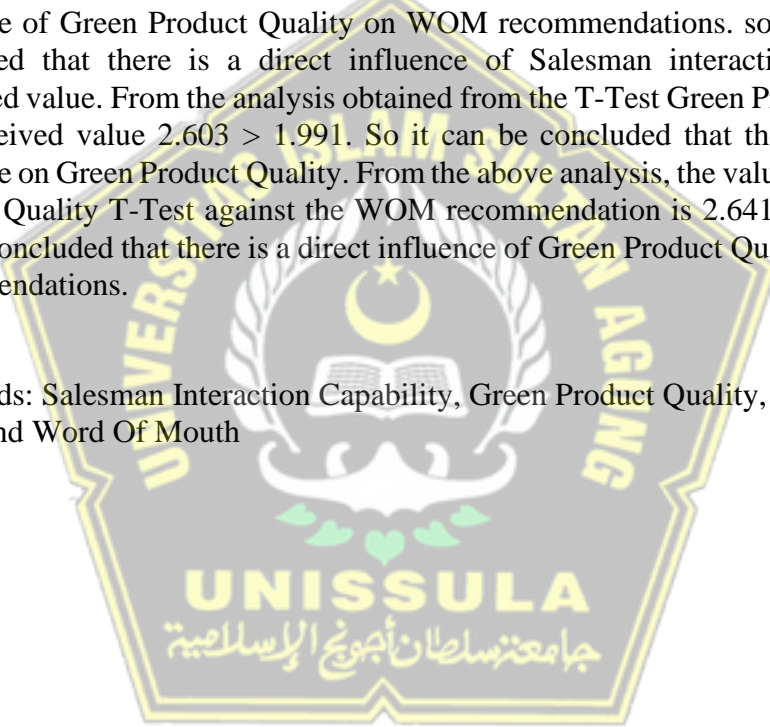 e of Green Product Quality on WOM recommendations. so
ed that there is a direct influence of Salesman interacti
ed value. From the analysis obtained from the T-Test Green P
eived value 2.603 > 1.991. So it can be concluded that th
e on Green Product Quality. From the above analysis, the valu
Quality T-Test against the WOM recommendation is 2.641
oncluded that there is a direct influence of Green Product Qu
endations.
ds: Salesman Interaction Capability, Green Product Quality,
nd Word Of Mouth
UNIVERSITAS ISLAM SULTAN AGUNG
UNISSULA
جامعة سلطان أجونج الإسلامية